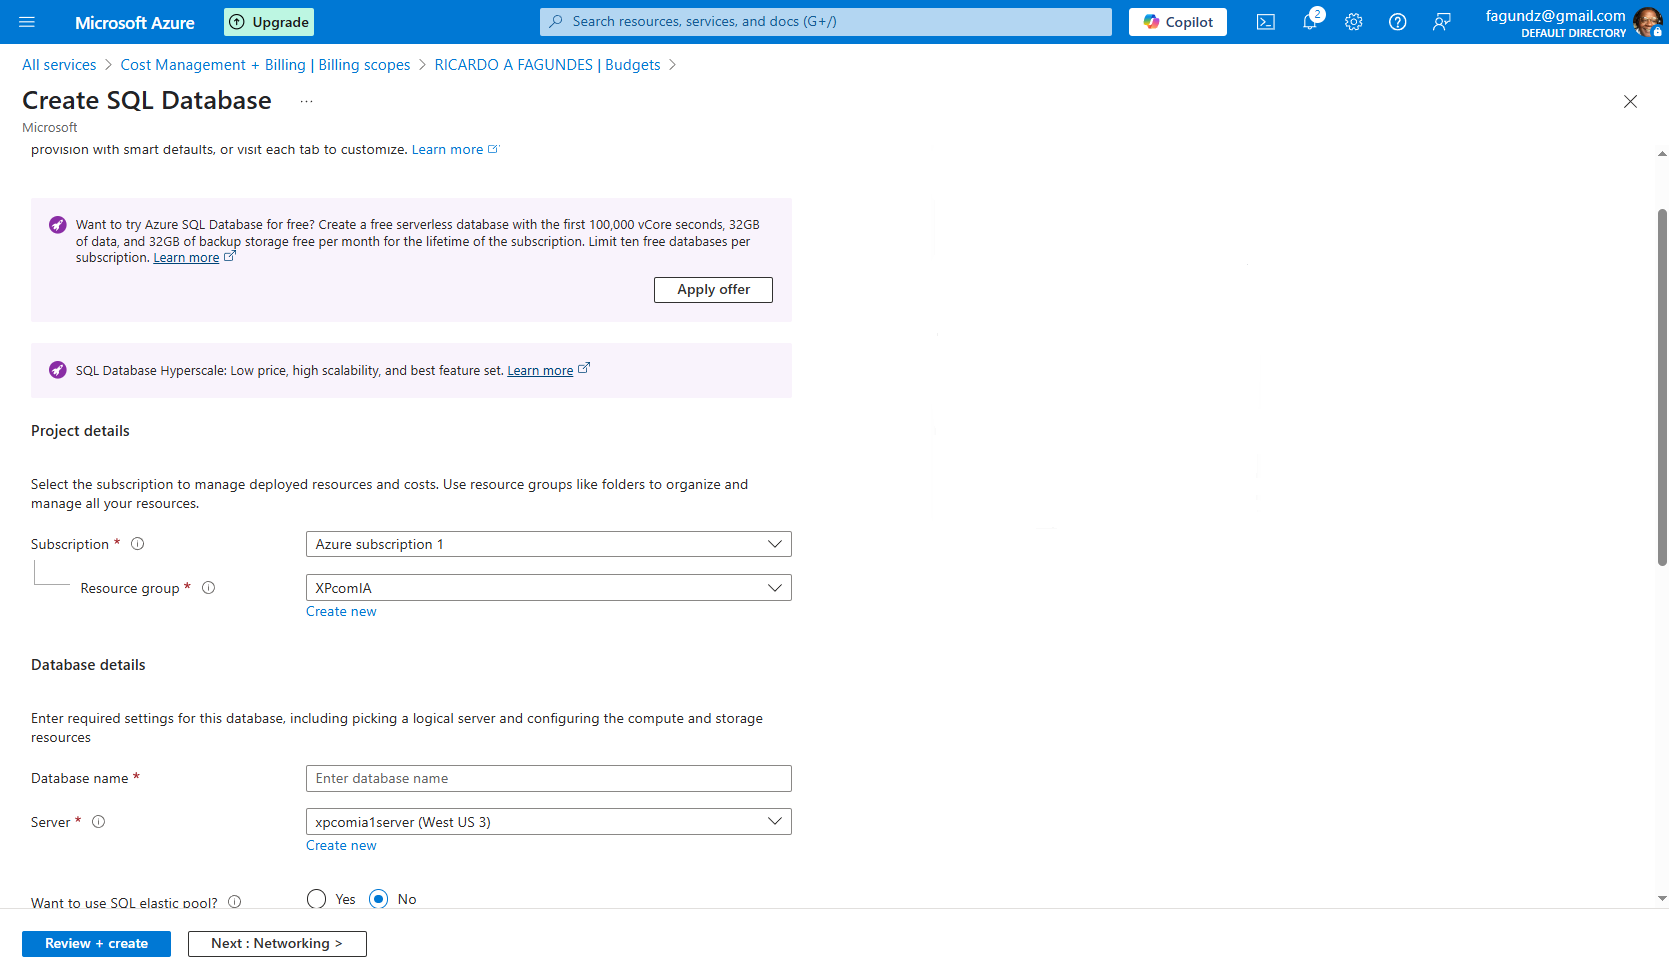 Microsoft Azure
Upgrade
Search resources, services, and docs (G+/)
Copilot
2
fagundz@gmail.com
DEFAULT DIRECTORY
All services > Cost Management + Billing | Billing scopes > RICARDO A FAGUNDES | Budgets >
Create SQL Database ...
Microsoft
provision with smart defaults, or visit each tab to customize. Learn more
Want to try Azure SQL Database for free? Create a free serverless database with the first 100,000 vCore seconds, 32GB
of data, and 32GB of backup storage free per month for the lifetime of the subscription. Limit ten free databases per
subscription. Learn more
Apply offer
SQL Database Hyperscale: Low price, high scalability, and best feature set. Learn more
Project details
Select the subscription to manage deployed resources and costs. Use resource groups like folders to organize and
manage all your resources.
Subscription *
Azure subscription 1
Resource group *
XPcomIA
Create new
Database details
Enter required settings for this database, including picking a logical server and configuring the compute and storage
resources
Database name *
Enter database name
Server *
xpcomia1server (West US 3)
Create new
Want to use SQL elastic pool?
Yes
No
Review + create
Next : Networking >